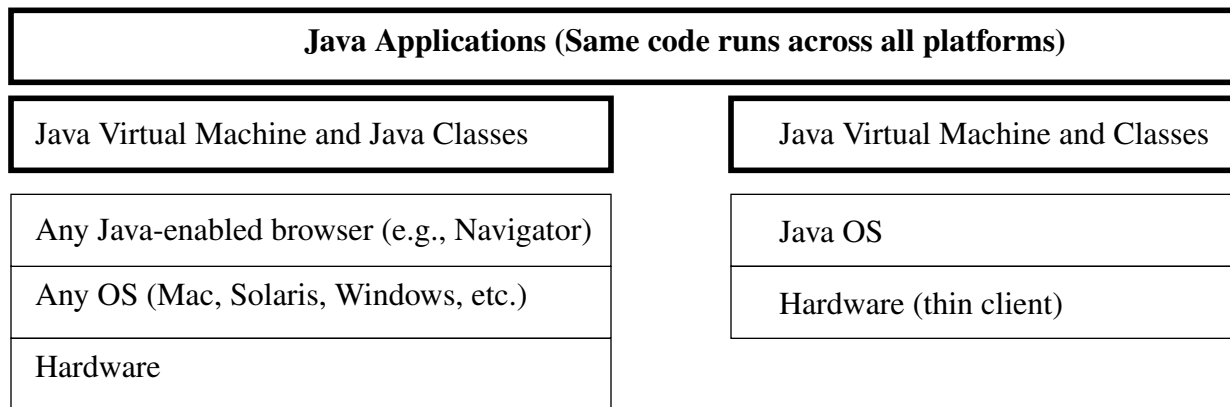 Java Applications (Same code runs across all platforms)
Java Virtual Machine and Java Classes
Any Java-enabled browser (e.g., Navigator)
Any OS (Mac, Solaris, Windows, etc.)
Hardware
Java Virtual Machine and Classes
Java OS
Hardware (thin client)